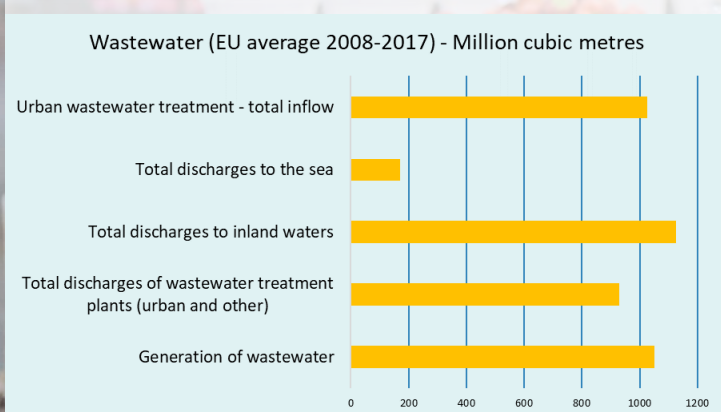 Wastewater (EU average 2008-2017) - Million cubic metres
Urban wastewater treatment - total inflow
Total discharges to the sea
Total discharges to inland waters
Total discharges of wastewater treatment
plants (urban and other)
Generation of wastewater
0 200 400 600 800 1000 1200